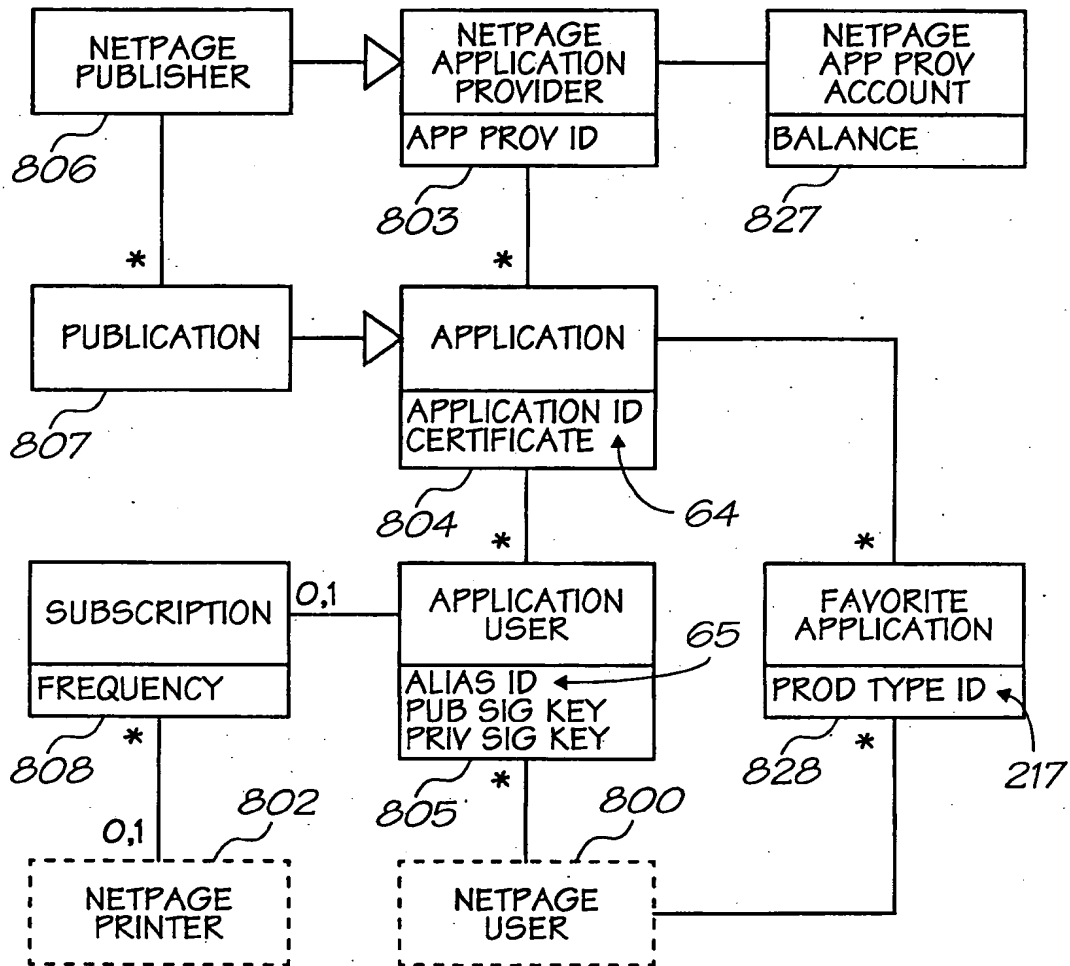 NETPAGE
PUBLISHER
806
NETPAGE
APPLICATION
PROVIDER
APP PROV ID
803
NETPAGE
APP PROV
ACCOUNT
BALANCE
827
*
*
PUBLICATION
807
APPLICATION
APPLICATION ID
CERTIFICATE
804
64
*
*
SUBSCRIPTION
FREQUENCY
808
0,1
APPLICATION
USER
ALIAS ID
PUB SIG KEY
PRIV SIG KEY
805
65
FAVORITE
APPLICATION
PROD TYPE ID
828
217
*
*
*
0,1
802
NETPAGE
PRINTER
800
NETPAGE
USER